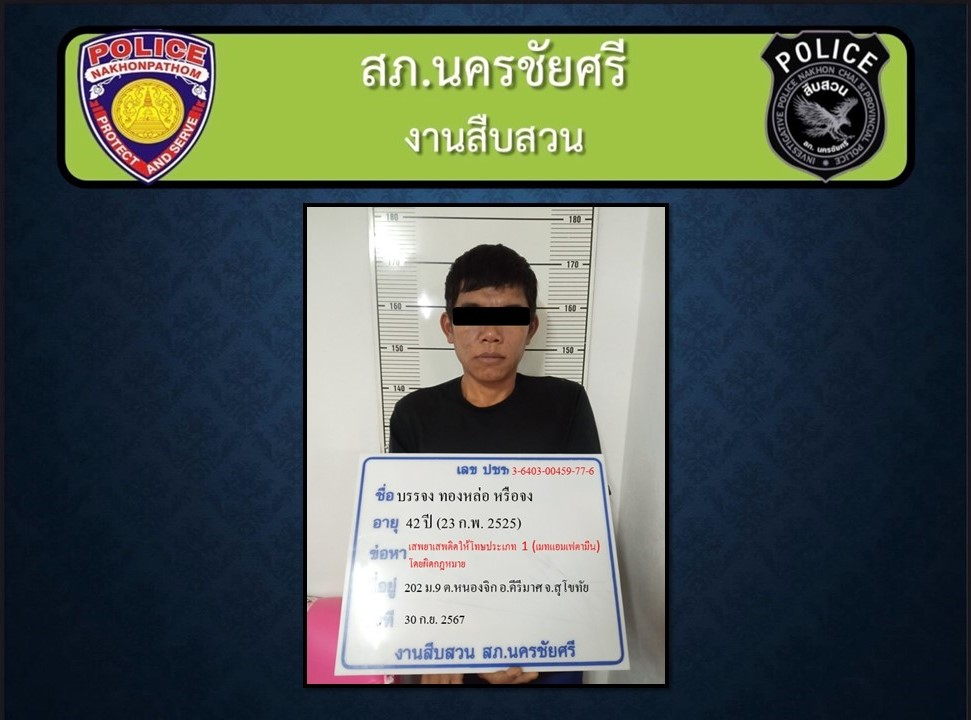 POLICE
NAKHONPATHOM
PROTECT AND SERVE
สภ.นครชัยศรี
งานสืบสวน
POLICE
สืบสวน
สภ. นครชัยศรี
INVESTIGATIVE POLICE NAKHON CHAI SI PROVINCIAL POLICE
180 180
170 170
160 160
150 150
140
เลข ปชช 3-6403-00459-77-6
ชื่อ บรรจง ทองหล่อ หรือจง
อายุ 42 ปี (23 ก.พ. 2525)
ข้อหา เสพยาเสพติดให้โทษประเภท 1 (เมทแอมเฟตามีน)
โดยผิดกฎหมาย
ที่อยู่ 202 ม.9 ต.หนองจิก อ.คีรีมาศ จ.สุโขทัย
30 ก.ย. 2567
งานสืบสวน สภ.นครชัยศรี